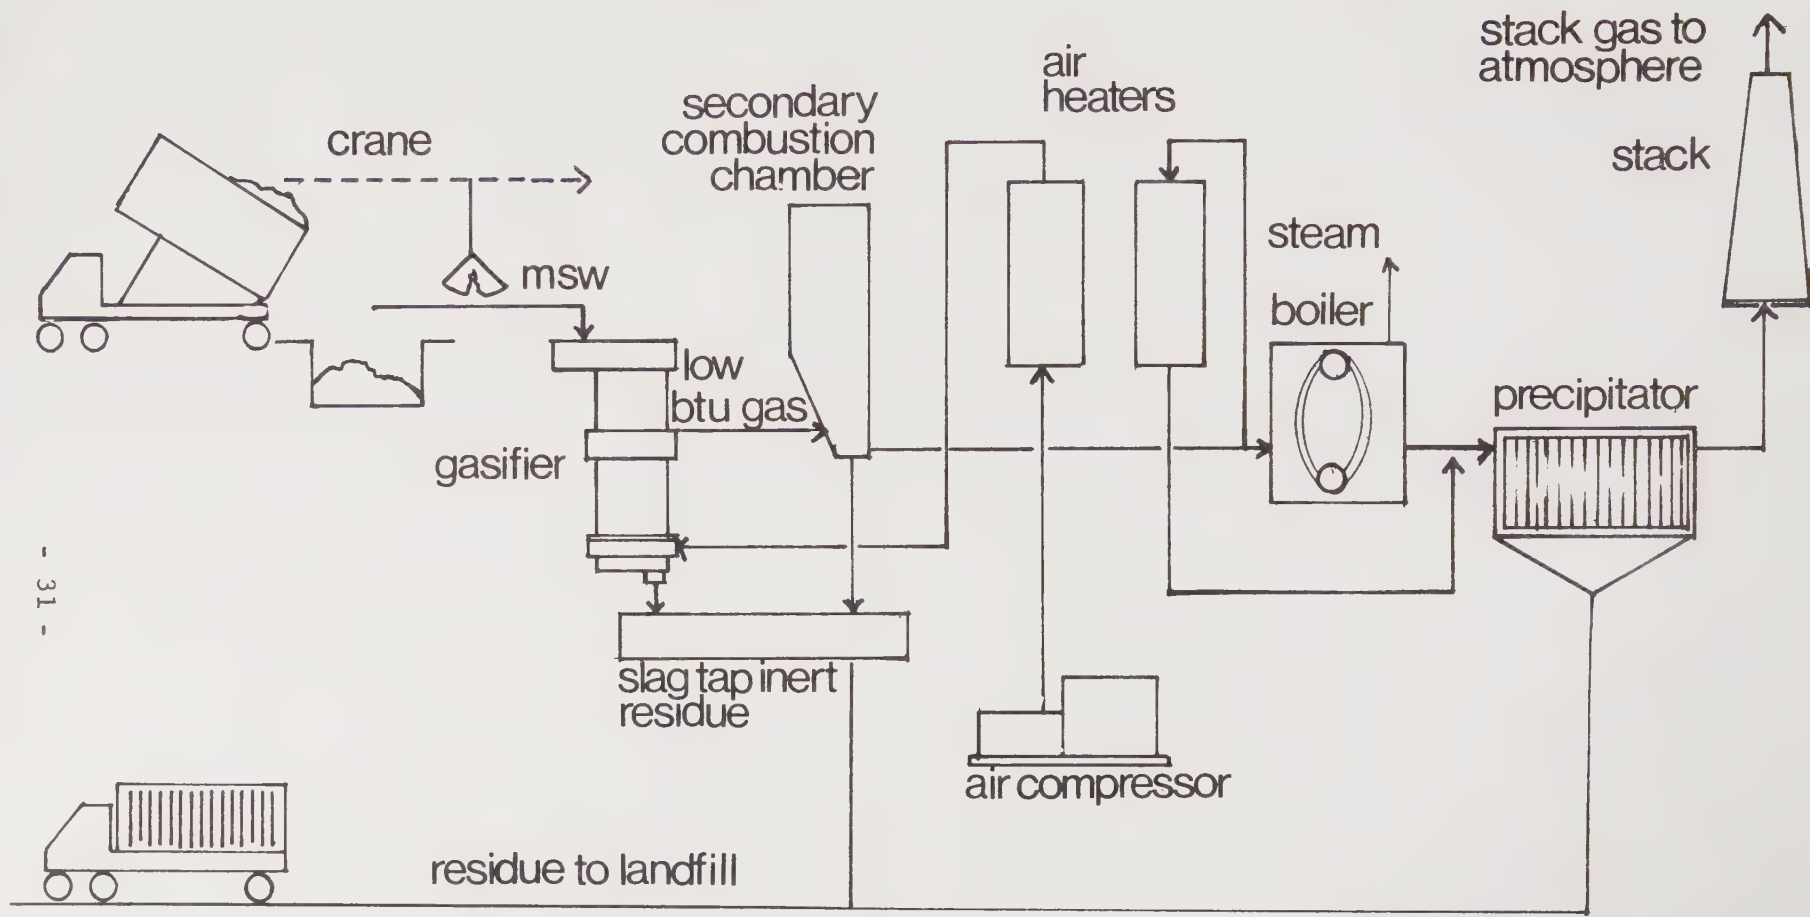 stack gas to
atmosphere
air
heaters
secondary
combustion
chamber
crane
stack
steam
msw
boiler
low
btu gas
precipitator
gasifier
- 31 -
slag tap inert
residue
air compressor
residue to landfill